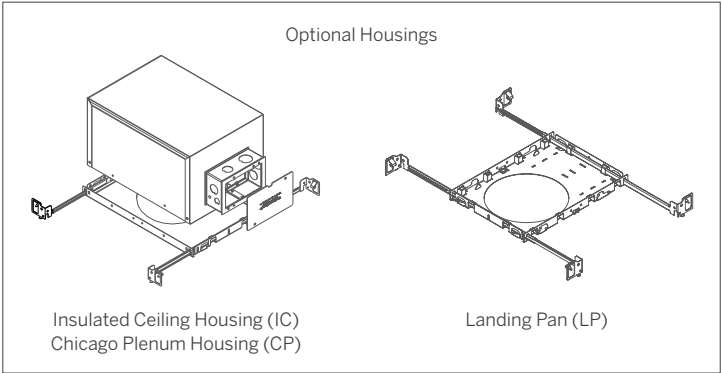 Optional Housings
Insulated Ceiling Housing (IC)
Chicago Plenum Housing (CP)
Landing Pan (LP)